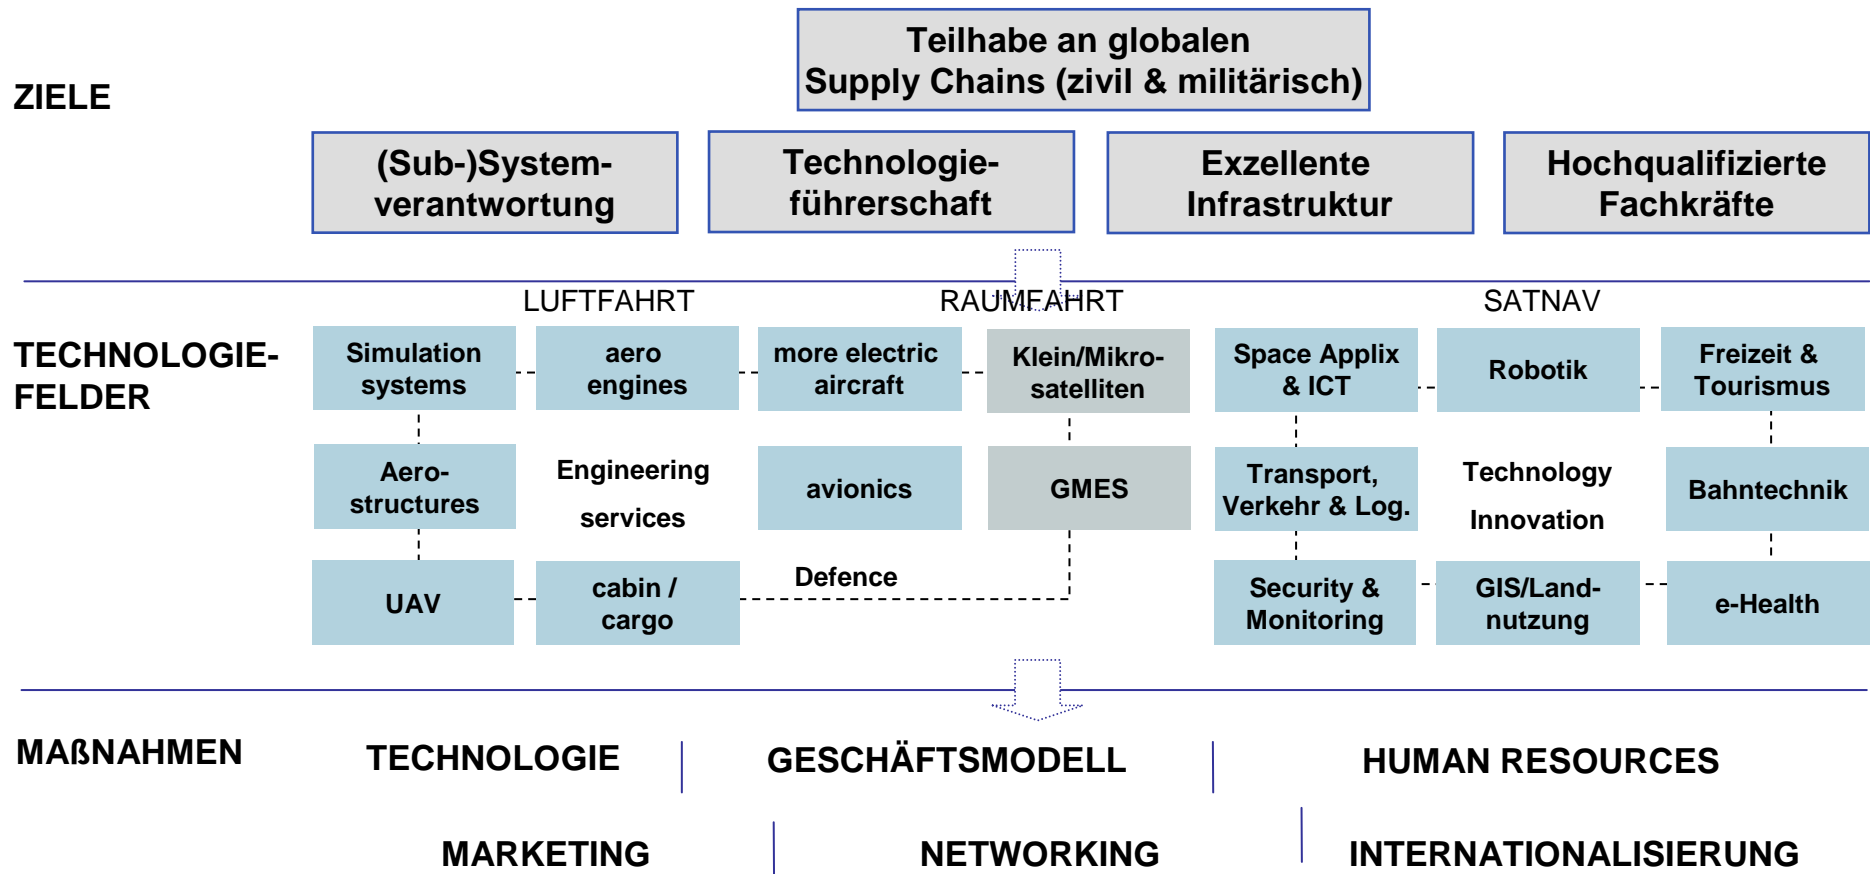 Teilhabe an globalen
Supply Chains (zivil & militärisch)
ZIELE
(Sub-)System-
verantwortung
Technologie-
führerschaft
Exzellente
Infrastruktur
Hochqualifizierte
Fachkräfte
LUFTFAHRT
RAUMFAHRT
SATNAV
TECHNOLOGIE-
FELDER
Simulation
systems
aero
engines
more electric
aircraft
Klein/Mikro-
satelliten
Space Applix
& ICT
Robotik
Freizeit &
Tourismus
Aero-
structures
Engineering
services
avionics
GMES
Transport,
Verkehr & Log.
Technology
Innovation
Bahntechnik
UAV
cabin /
cargo
Defence
Security &
Monitoring
GIS/Land-
nutzung
e-Health
MAßNAHMEN
TECHNOLOGIE
GESCHÄFTSMODELL
HUMAN RESOURCES
MARKETING
NETWORKING
INTERNATIONALISIERUNG